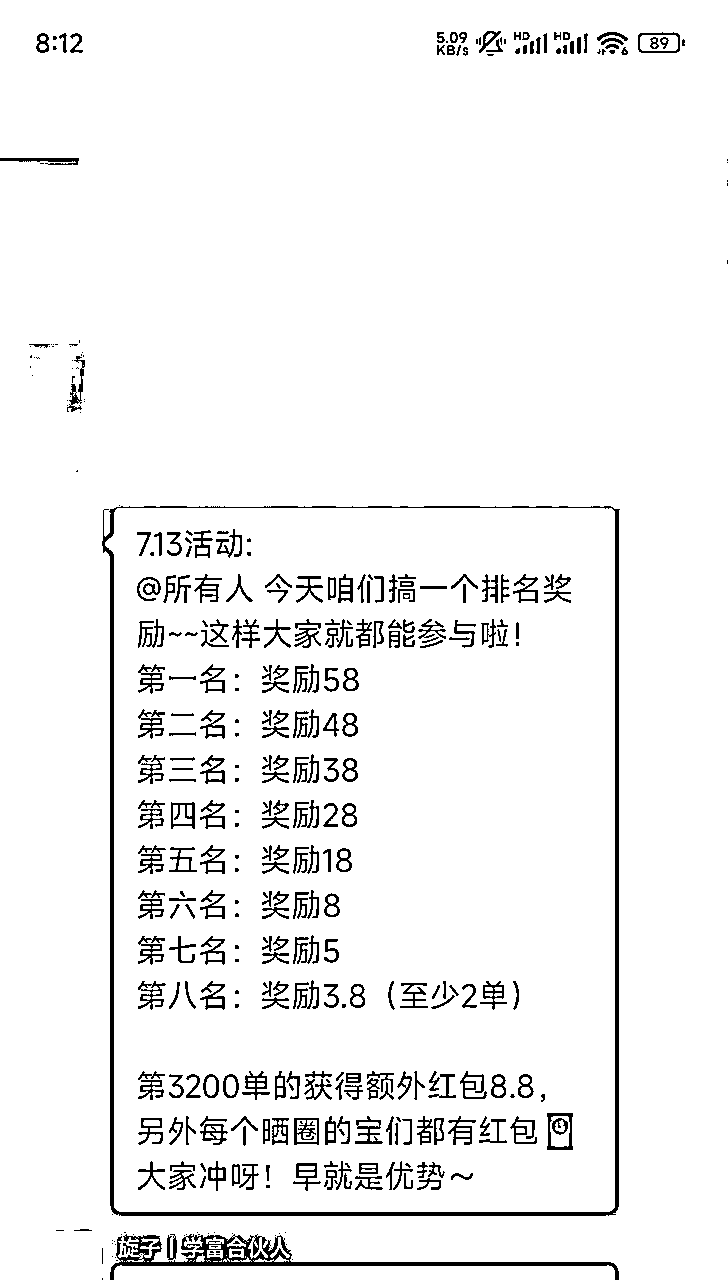 8:12 5.09 KB/s HD HD 89
7.13活动:
@所有人 今天咱们搞一个排名奖
励~~这样大家就都能参与啦！
第一名：奖励58
第二名：奖励48
第三名：奖励38
第四名：奖励28
第五名：奖励18
第六名：奖励8
第七名：奖励5
第八名：奖励3.8（至少2单）
第3200单的获得额外红包8.8，
另外每个晒圈的宝们都有红包
大家冲呀！早就是优势～
旋子丨学富合伙人